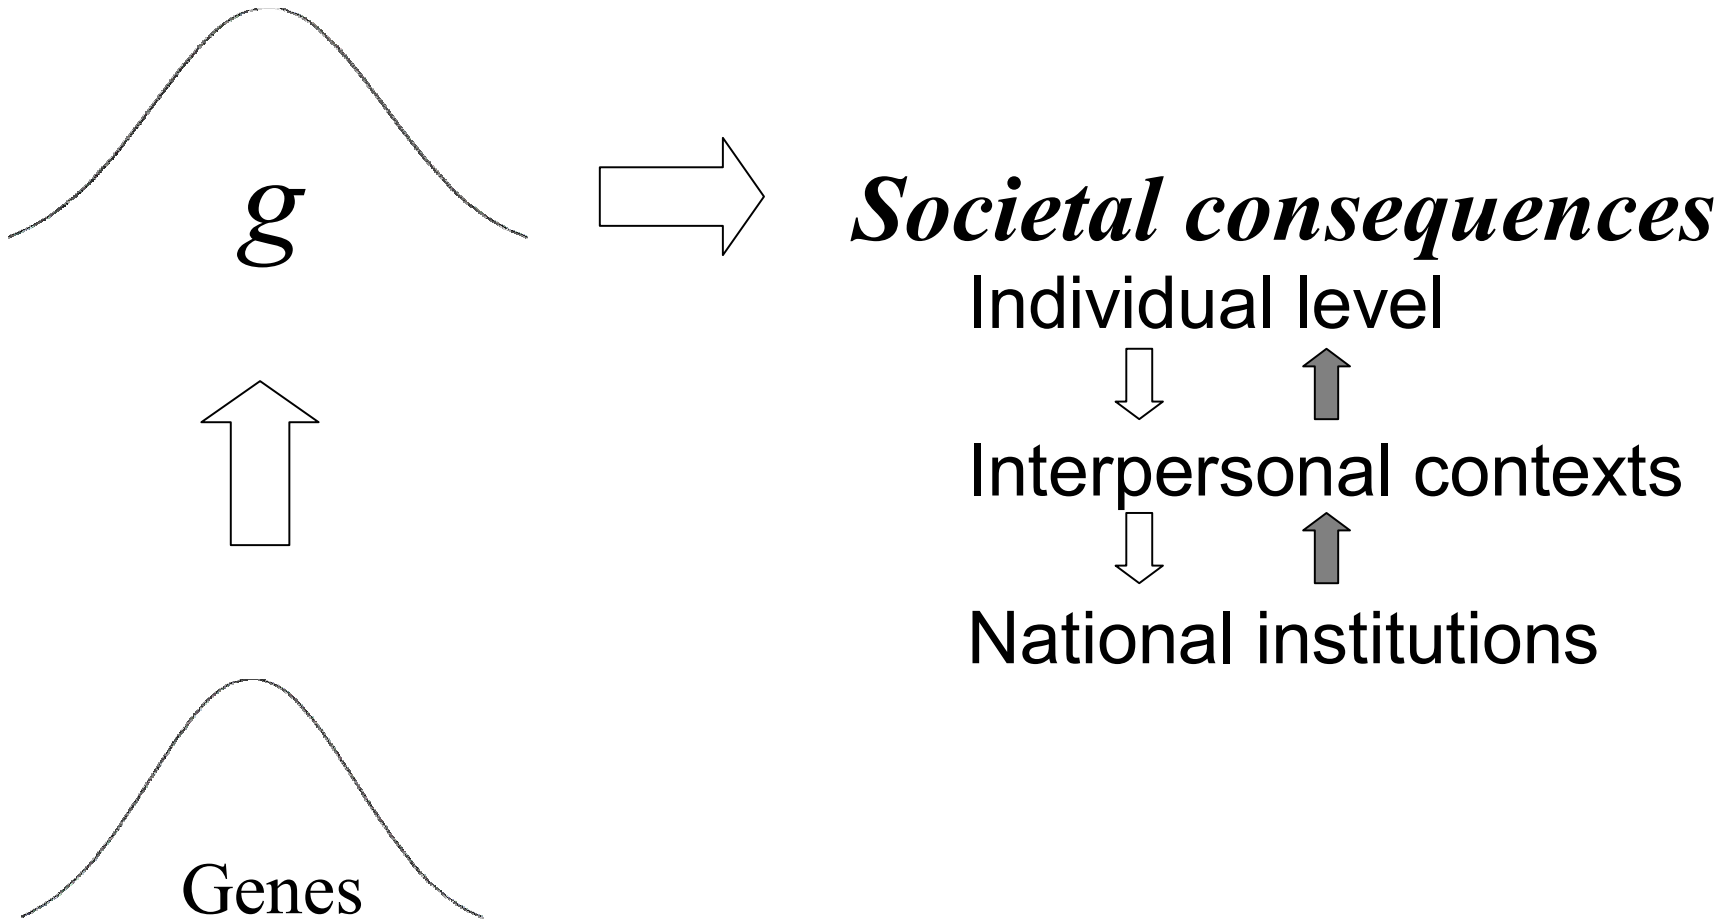 g
Societal consequences
Individual level
Interpersonal contexts
National institutions
Genes